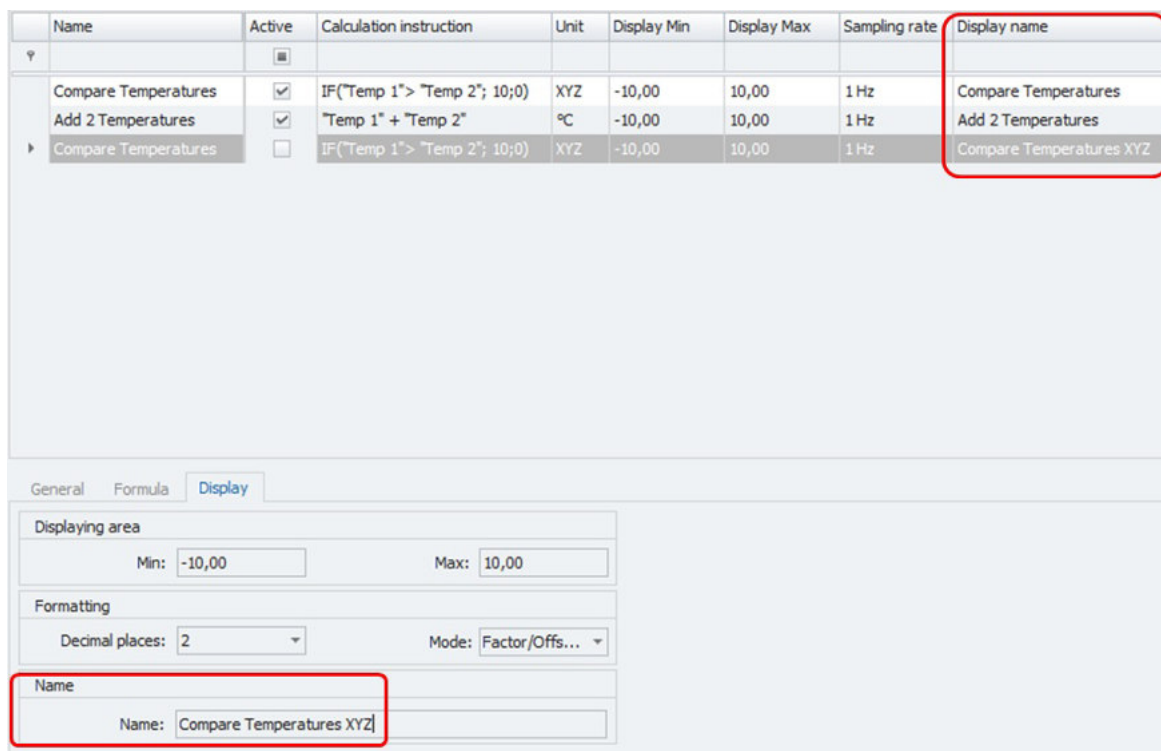 Name Active Calculation instruction Unit Display Min Display Max Sampling rate Display name
Compare Temperatures IF("Temp 1"> "Temp 2"; 10;0) XYZ -10,00 10,00 1 Hz Compare Temperatures
Add 2 Temperatures "Temp 1" + "Temp 2" °C -10,00 10,00 1 Hz Add 2 Temperatures
Compare Temperatures IF("Temp 1"> "Temp 2"; 10;0) XYZ -10,00 10,00 1 Hz Compare Temperatures XYZ
General Formula Display
Displaying area
Min: -10,00 Max: 10,00
Formatting
Decimal places: 2 Mode: Factor/Offs...
Name
Name: Compare Temperatures XYZ